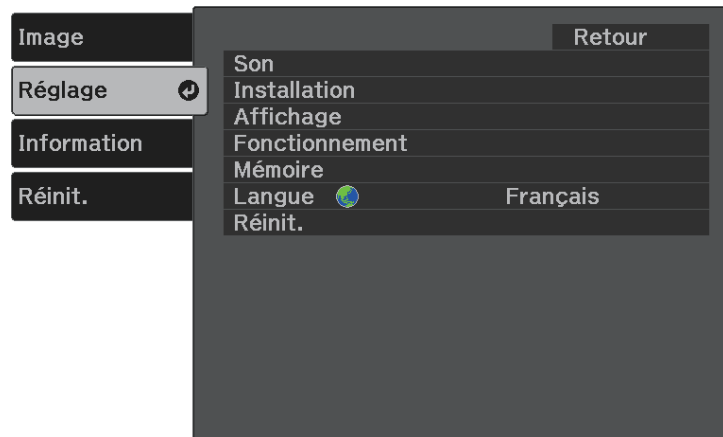 Image
Réglage
Information
Réinit.
Retour
Son
Installation
Affichage
Fonctionnement
Mémoire
Langue Français
Réinit.